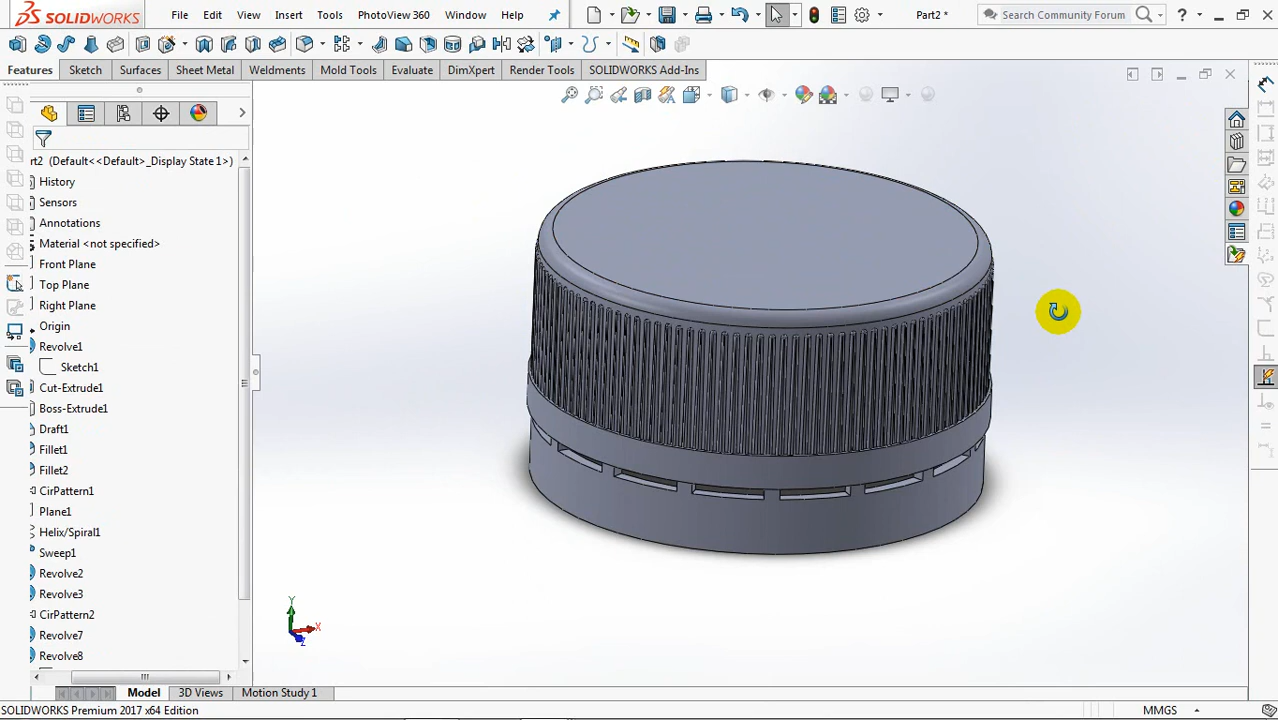 SOLIDWORKS File Edit View Insert Tools PhotoView 360 Window Help Part2 * Search Community Forum ?
Features Sketch Surfaces Sheet Metal Weldments Mold Tools Evaluate DimXpert Render Tools SOLIDWORKS Add-Ins
rt2 (Default<<Default>_Display State 1>)
History
Sensors
Annotations
Material <not specified>
Front Plane
Top Plane
Right Plane
Origin
Revolve1
Sketch1
Cut-Extrude1
Boss-Extrude1
Draft1
Fillet1
Fillet2
CirPattern1
Plane1
Helix/Spiral1
Sweep1
Revolve2
Revolve3
CirPattern2
Revolve7
Revolve8
Y
X
Z
Model 3D Views Motion Study 1
SOLIDWORKS Premium 2017 x64 Edition MMGS